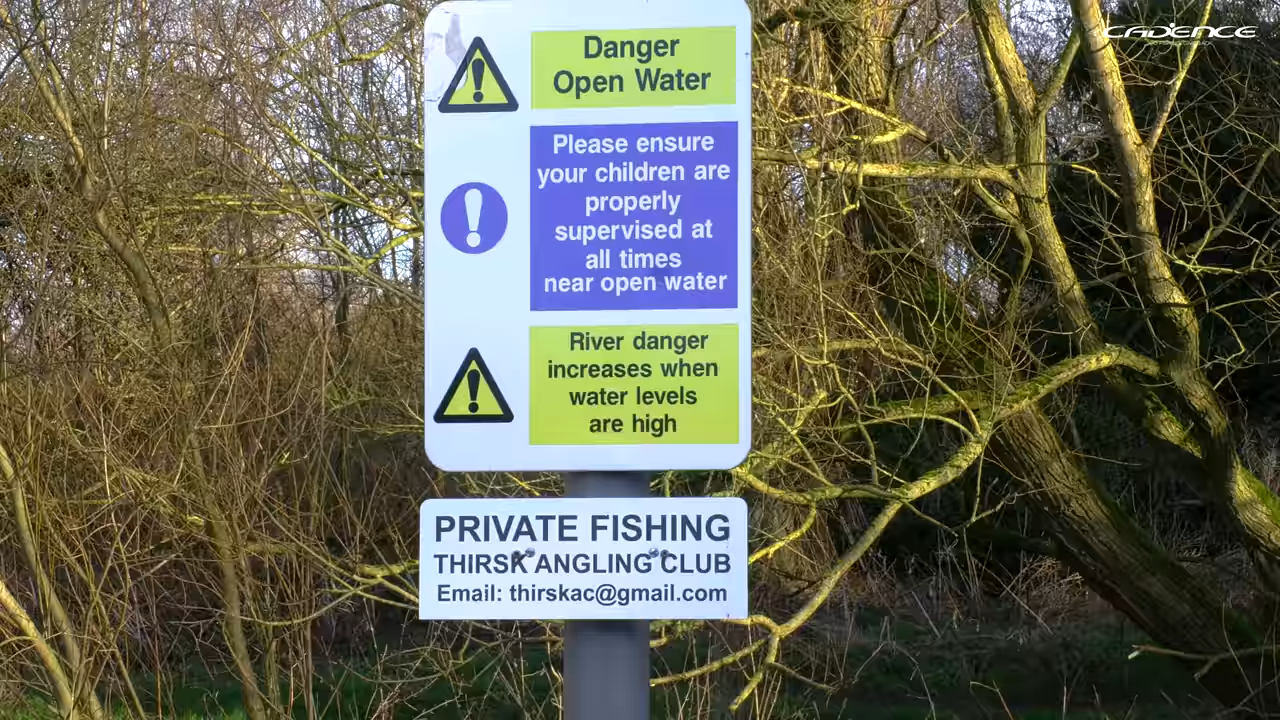 CADENCE
Danger
Open Water
Please ensure
your children are
properly
supervised at
all times
near open water
River danger
increases when
water levels
are high
PRIVATE FISHING
THIRSK ANGLING CLUB
Email: thirskac@gmail.com